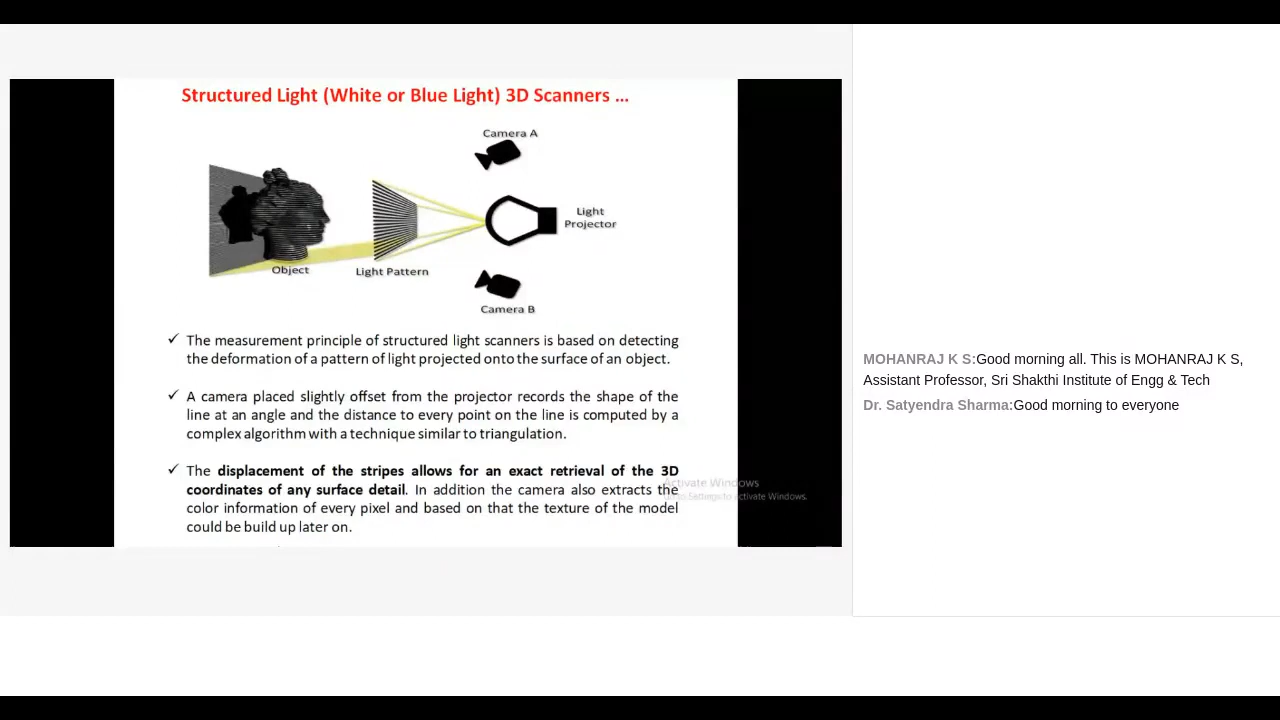 Structured Light (White or Blue Light) 3D Scanners ...
Camera A
Light
Projector
Object
Light Pattern
Camera B
✓ The measurement principle of structured light scanners is based on detecting
the deformation of a pattern of light projected onto the surface of an object.
✓ A camera placed slightly offset from the projector records the shape of the
line at an angle and the distance to every point on the line is computed by a
complex algorithm with a technique similar to triangulation.
✓ The displacement of the stripes allows for an exact retrieval of the 3D
coordinates of any surface detail. In addition the camera also extracts the
color information of every pixel and based on that the texture of the model
could be build up later on.
Activate Windows
Settings to activate Windows.
MOHANRAJ K S:Good morning all. This is MOHANRAJ K S,
Assistant Professor, Sri Shakthi Institute of Engg & Tech
Dr. Satyendra Sharma:Good morning to everyone